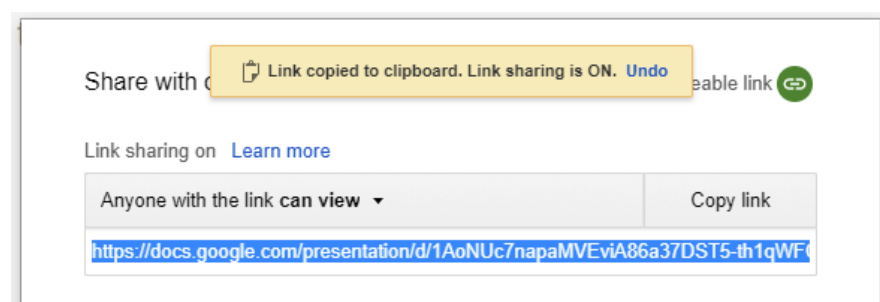 Link copied to clipboard. Link sharing is ON. Undo
Share with
eable link
Link sharing on Learn more
Anyone with the link can view
Copy link
https://docs.google.com/presentation/d/1AoNUc7napaMVEviA86a37DST5-th1qWF